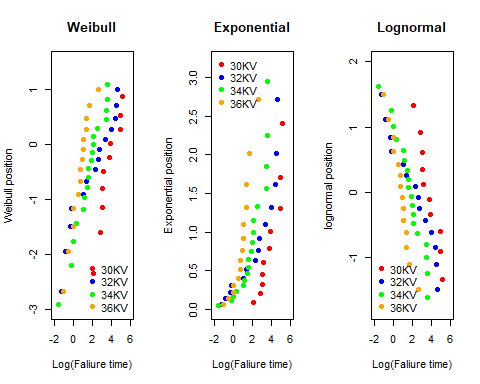 Weibull
Weibull position
1
0
-1
-2
-3
30KV
32KV
34KV
36KV
-2 0 2 4 6
Log(Faliure time)
Exponential
Exponential position
3.0
2.5
2.0
1.5
1.0
0.5
0.0
30KV
32KV
34KV
36KV
-2 0 2 4 6
Log(Faliure time)
Lognormal
lognormal position
2
1
0
-1
30KV
32KV
34KV
36KV
-2 0 2 4 6
Log(Faliure time)